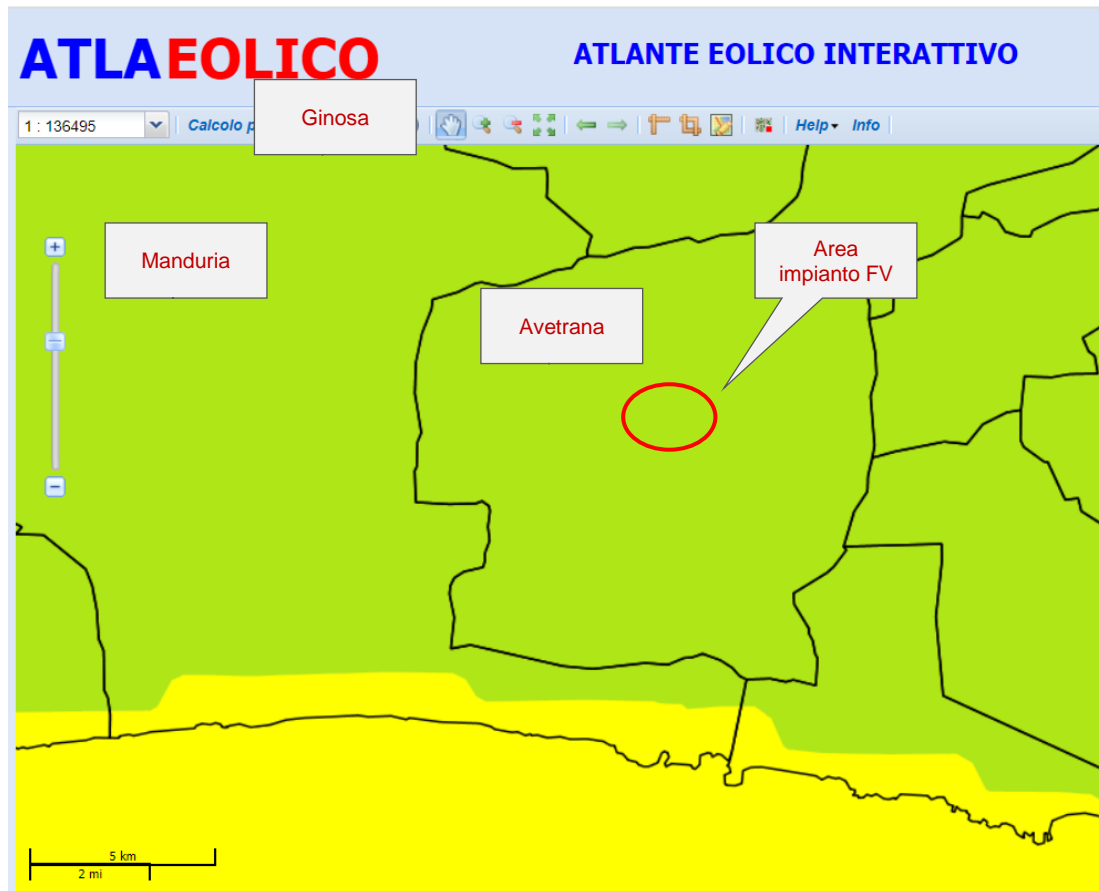 ATLAEOLICO
ATLANTE EOLICO INTERATTIVO
1 : 136495
Calcolo p
Help
Info
Ginosa
Manduria
Area
impianto FV
Avetrana
5 km
2 mi